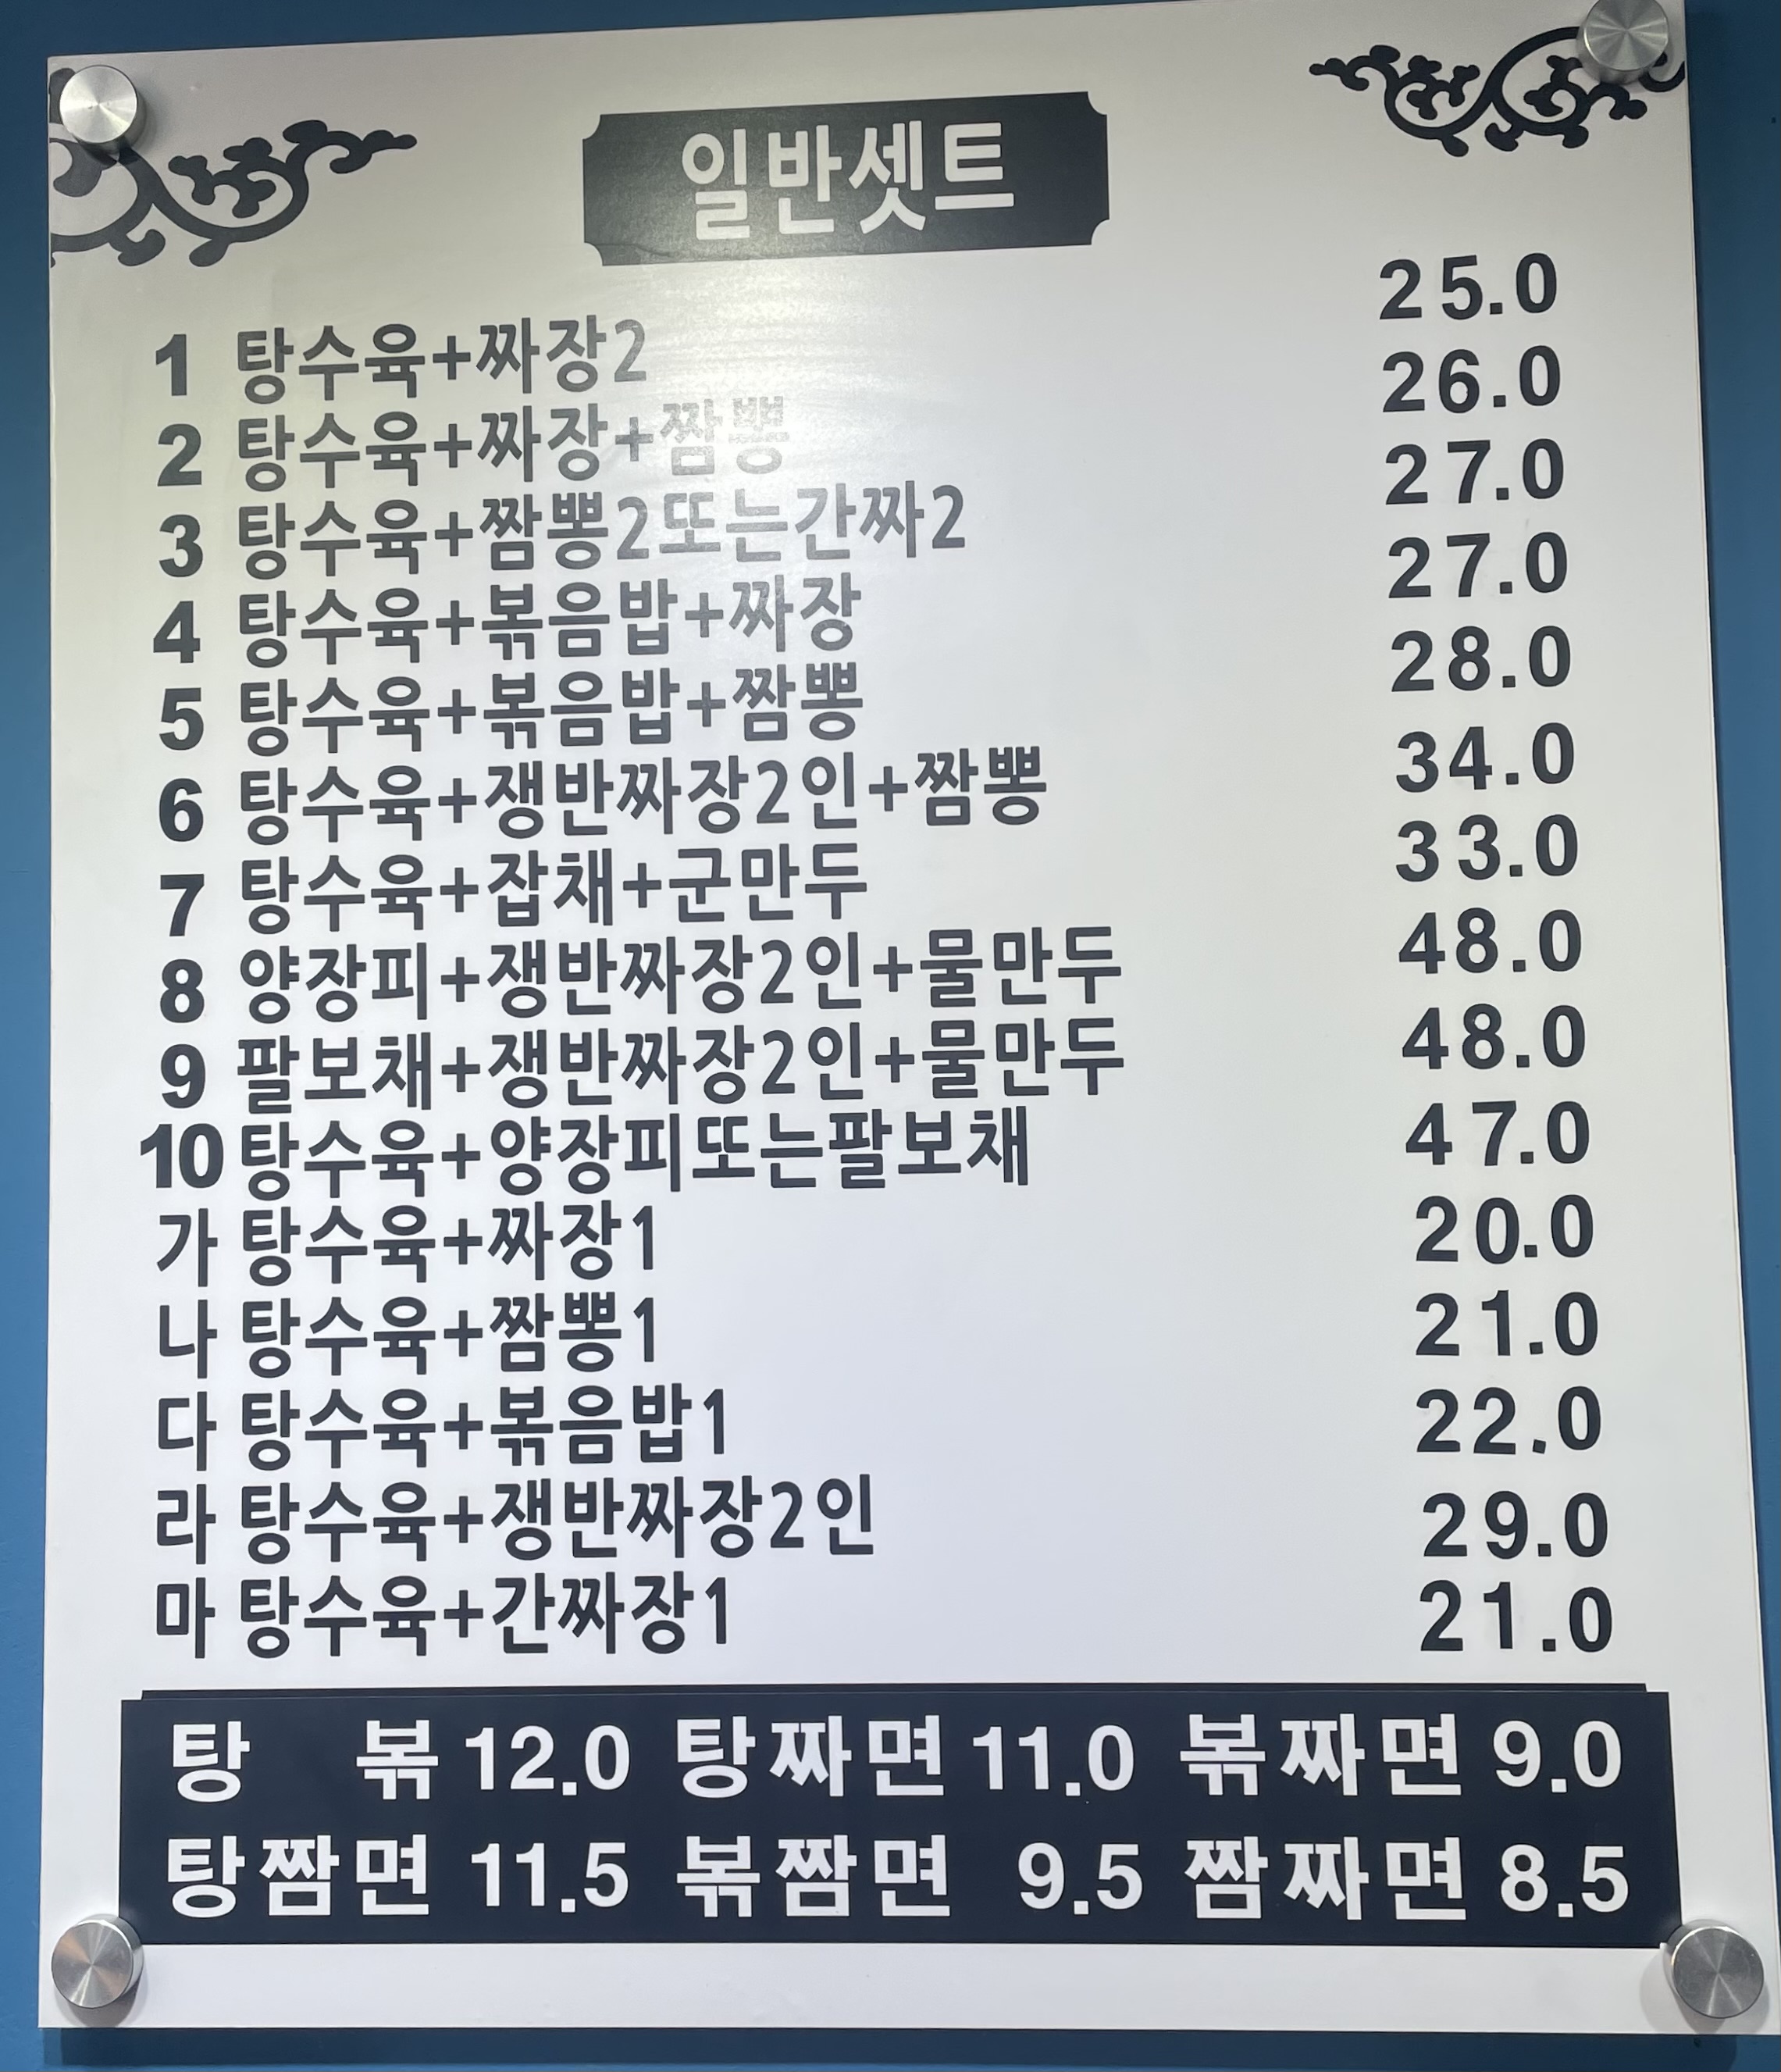 일반셋트
1 탕수육+짜장2 25.0
2 탕수육+짜장+짬뽕 26.0
3 탕수육+짬뽕2또는간짜2 27.0
4 탕수육+볶음밥+짜장 27.0
5 탕수육+볶음밥+짬뽕 28.0
6 탕수육+쟁반짜장2인+짬뽕 34.0
7 탕수육+잡채+군만두 33.0
8 양장피+쟁반짜장2인+물만두 48.0
9 팔보채+쟁반짜장2인+물만두 48.0
10 탕수육+양장피또는팔보채 47.0
가 탕수육+짜장1 20.0
나 탕수육+짬뽕1 21.0
다 탕수육+볶음밥1 22.0
라 탕수육+쟁반짜장2인 29.0
마 탕수육+간짜장1 21.0
탕 볶 12.0 탕짜면 11.0 볶짜면 9.0
탕짬면 11.5 볶짬면 9.5 짬짜면 8.5